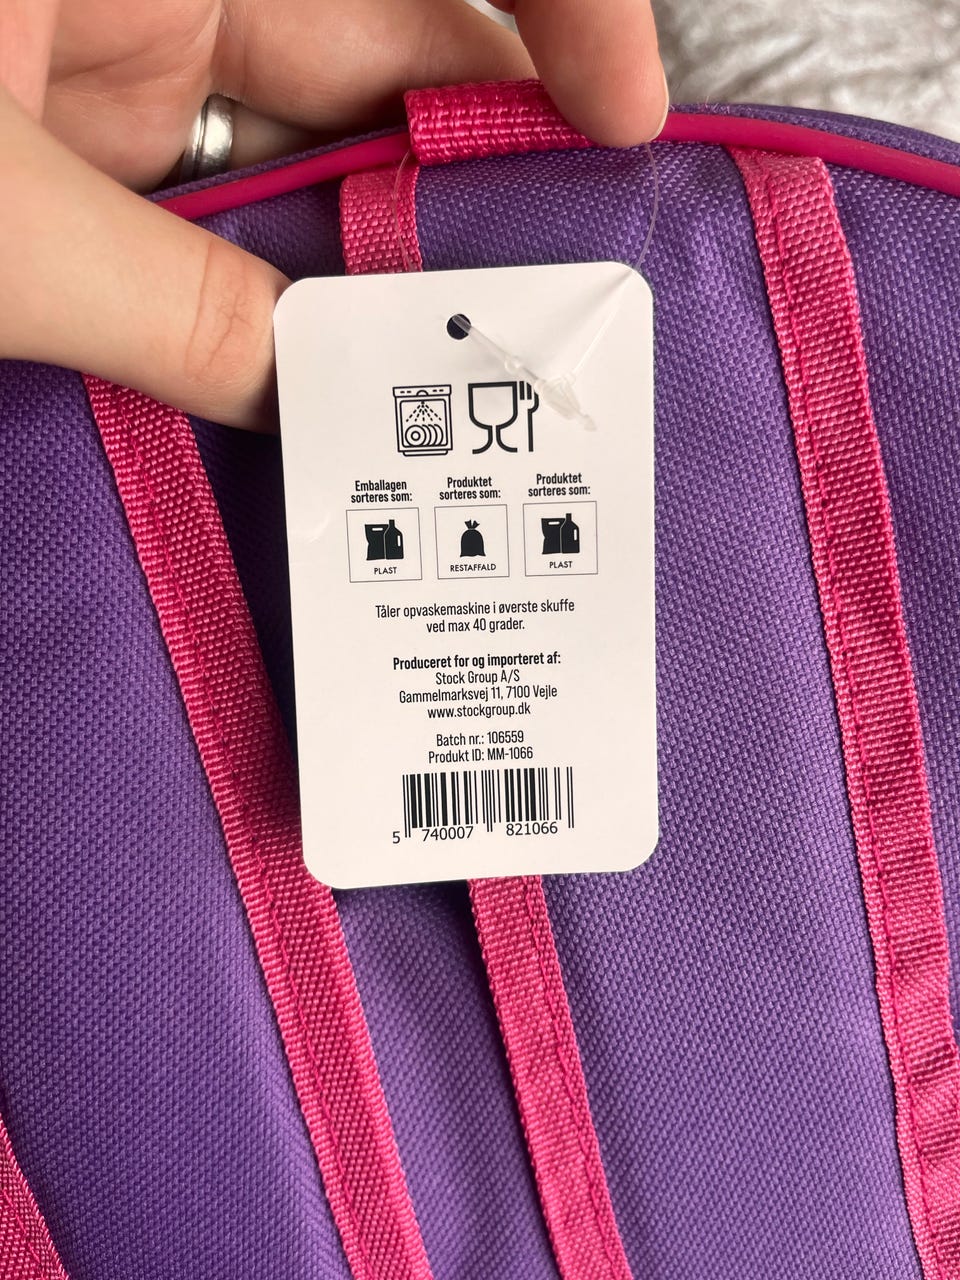 Emballagen
sorteres som:
PLAST
Produktet
sorteres som:
RESTAFFALD
Produktet
sorteres som:
PLAST
Tåler opvaskemaskine i øverste skuffe
ved max 40 grader.
Produceret for og importeret af:
Stock Group A/S
Gammelmarksvej 11, 7100 Vejle
www.stockgroup.dk
Batch nr.: 106559
Produkt ID: MM-1066
5 740007 821066